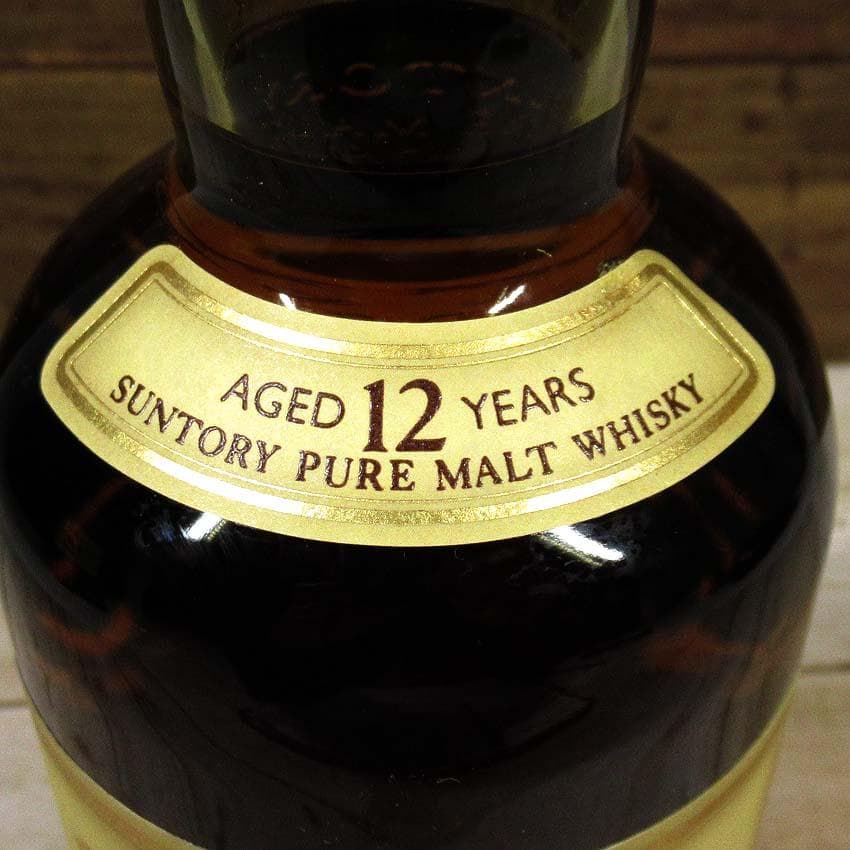 AGED 12 YEARS
SUNTORY PURE MALT WHISKY